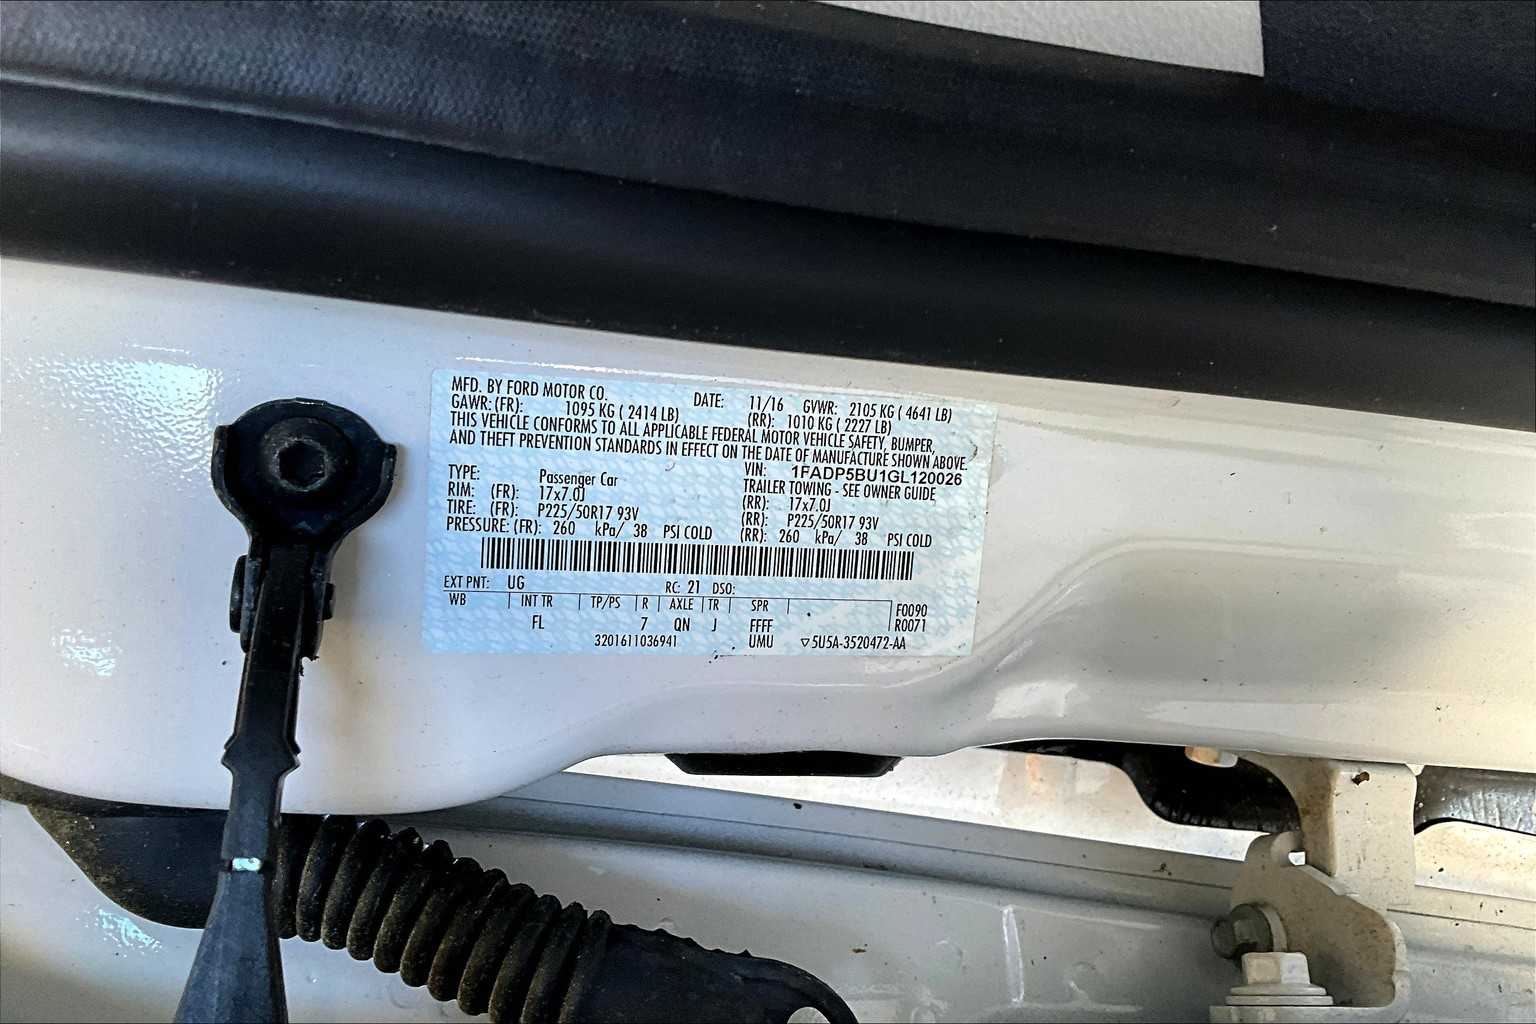 MFD. BY FORD MOTOR CO. DATE: 11/16 GVWR: 2105 KG ( 4641 LB)
GAWR: (FR): 1095 KG ( 2414 LB) (RR): 1010 KG ( 2227 LB)
THIS VEHICLE CONFORMS TO ALL APPLICABLE FEDERAL MOTOR VEHICLE SAFETY, BUMPER,
AND THEFT PREVENTION STANDARDS IN EFFECT ON THE DATE OF MANUFACTURE SHOWN ABOVE.
VIN: 1FADP5BU1GL120026
TYPE: Passenger Car TRAILER TOWING - SEE OWNER GUIDE
RIM: (FR): 17x7.0J (RR): 17x7.0J
TIRE: (FR): P225/50R17 93V (RR): P225/50R17 93V
PRESSURE: (FR): 260 kPa/ 38 PSI COLD (RR): 260 kPa/ 38 PSI COLD
EXT PNT: UG RC: 21 DSO:
WB INT TR TP/PS R AXLE TR SPR F0090
FL 7 QN J FFFF R0071
3201611036941 UMU ▽5U5A-3520472-AA